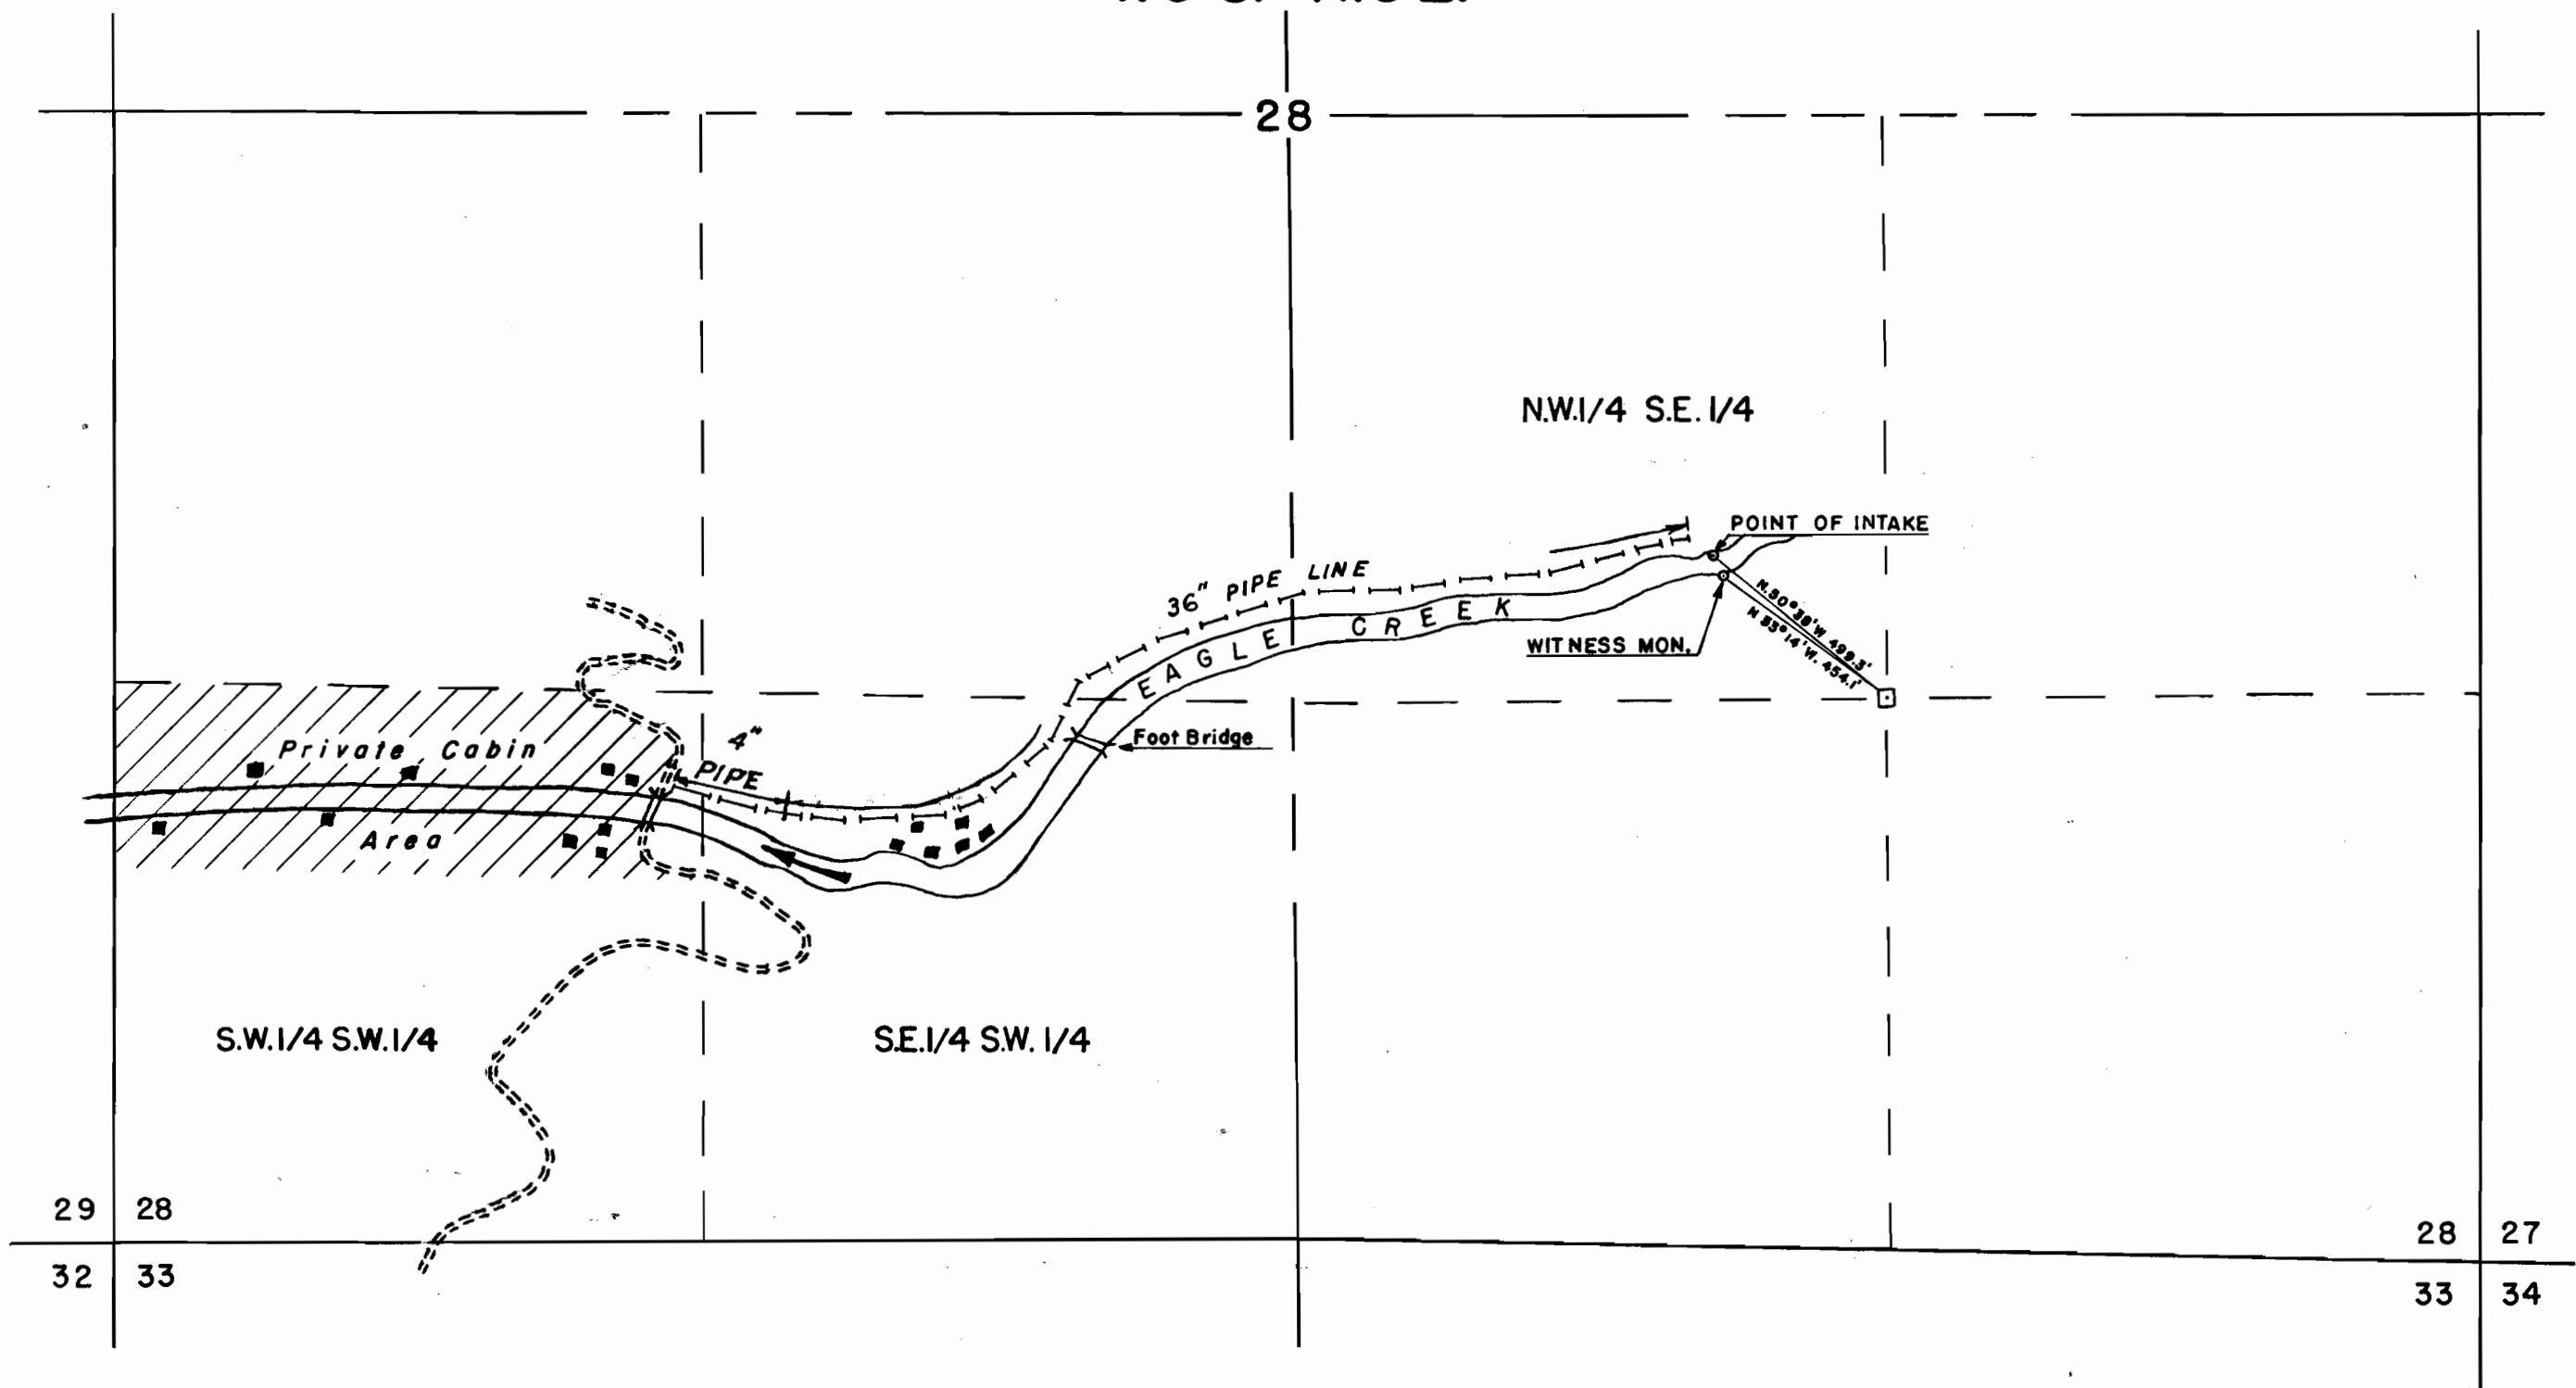 28
N.W.1/4 S.E.1/4
POINT OF INTAKE
36" PIPE LINE
EAGLE CREEK
WITNESS MON.
N.50°38'W 499.3'
N 53°14'W. 454.1'
Foot Bridge
Private Cabin
Area
4"
PIPE
S.W.1/4 S.W.1/4
S.E.1/4 S.W.1/4
29 28
32 33
28 27
33 34